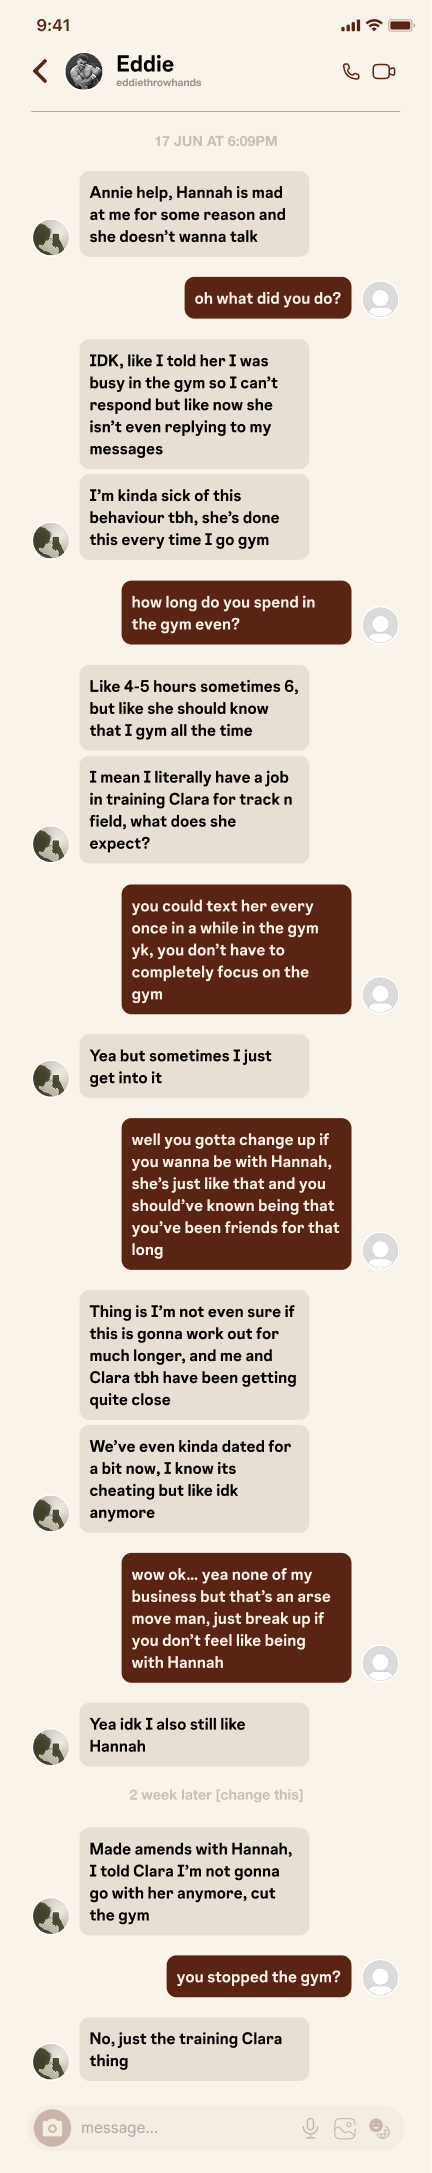 9:41
Eddie
eddiethrowhands
17 JUN AT 6:09PM
Annie help, Hannah is mad
at me for some reason and
she doesn't wanna talk
oh what did you do?
IDK, like I told her I was
busy in the gym so I can't
respond but like now she
isn't even replying to my
messages
I'm kinda sick of this
behaviour tbh, she's done
this every time I go gym
how long do you spend in
the gym even?
Like 4-5 hours sometimes 6,
but like she should know
that I gym all the time
I mean I literally have a job
in training Clara for track n
field, what does she
expect?
you could text her every
once in a while in the gym
yk, you don't have to
completely focus on the
gym
Yea but sometimes I just
get into it
well you gotta change up if
you wanna be with Hannah,
she's just like that and you
should've known being that
you've been friends for that
long
Thing is I'm not even sure if
this is gonna work out for
much longer, and me and
Clara tbh have been getting
quite close
We've even kinda dated for
a bit now, I know its
cheating but like idk
anymore
wow ok... yea none of my
business but that's an arse
move man, just break up if
you don't feel like being
with Hannah
Yea idk I also still like
Hannah
2 week later [change this]
Made amends with Hannah,
I told Clara I'm not gonna
go with her anymore, cut
the gym
you stopped the gym?
No, just the training Clara
thing
message...